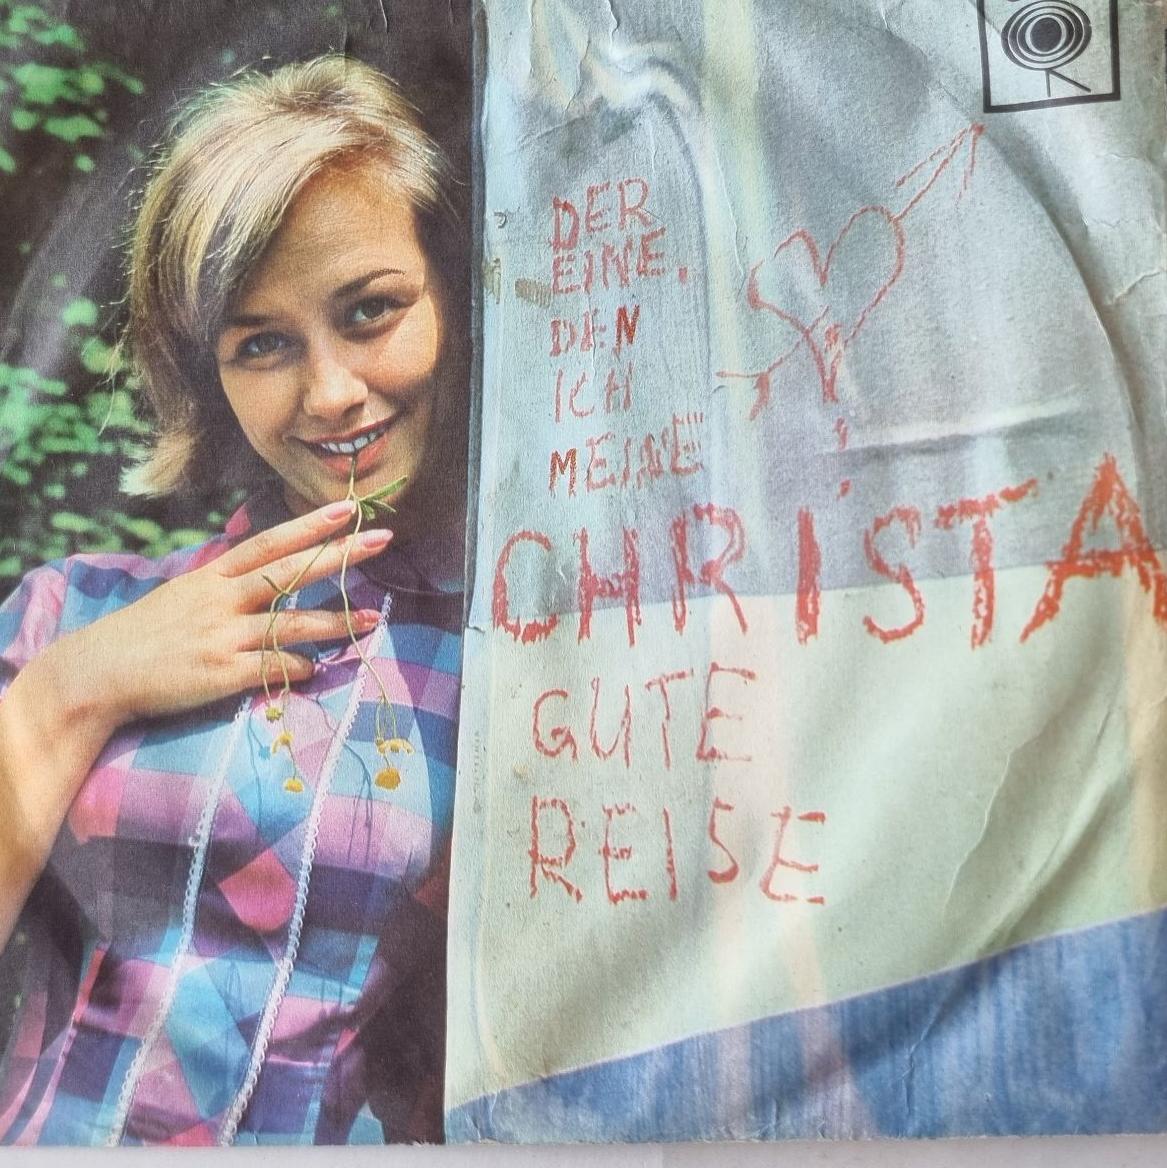 DER
EINE,
DEN
ICH
MEINE
CHRISTA
GUTE
REISE